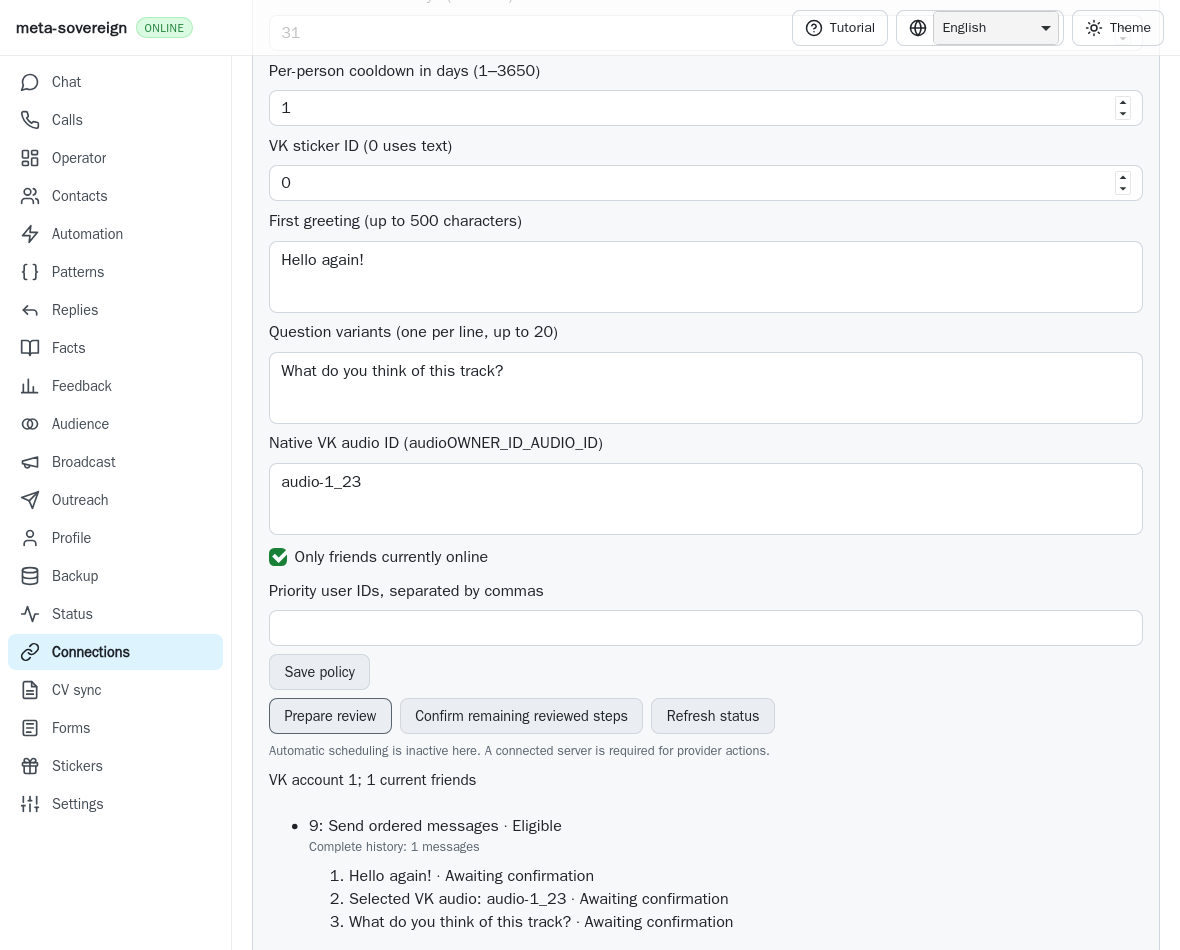 meta-sovereign
ONLINE
Tutorial
English
Theme
Chat
Calls
Operator
Contacts
Automation
Patterns
Replies
Facts
Feedback
Audience
Broadcast
Outreach
Profile
Backup
Status
Connections
CV sync
Forms
Stickers
Settings
31
Per-person cooldown in days (1–3650)
1
VK sticker ID (0 uses text)
0
First greeting (up to 500 characters)
Hello again!
Question variants (one per line, up to 20)
What do you think of this track?
Native VK audio ID (audioOWNER_ID_AUDIO_ID)
audio-1_23
Only friends currently online
Priority user IDs, separated by commas
Save policy
Prepare review
Confirm remaining reviewed steps
Refresh status
Automatic scheduling is inactive here. A connected server is required for provider actions.
VK account 1; 1 current friends
• 9: Send ordered messages · Eligible
Complete history: 1 messages
1. Hello again! · Awaiting confirmation
2. Selected VK audio: audio-1_23 · Awaiting confirmation
3. What do you think of this track? · Awaiting confirmation